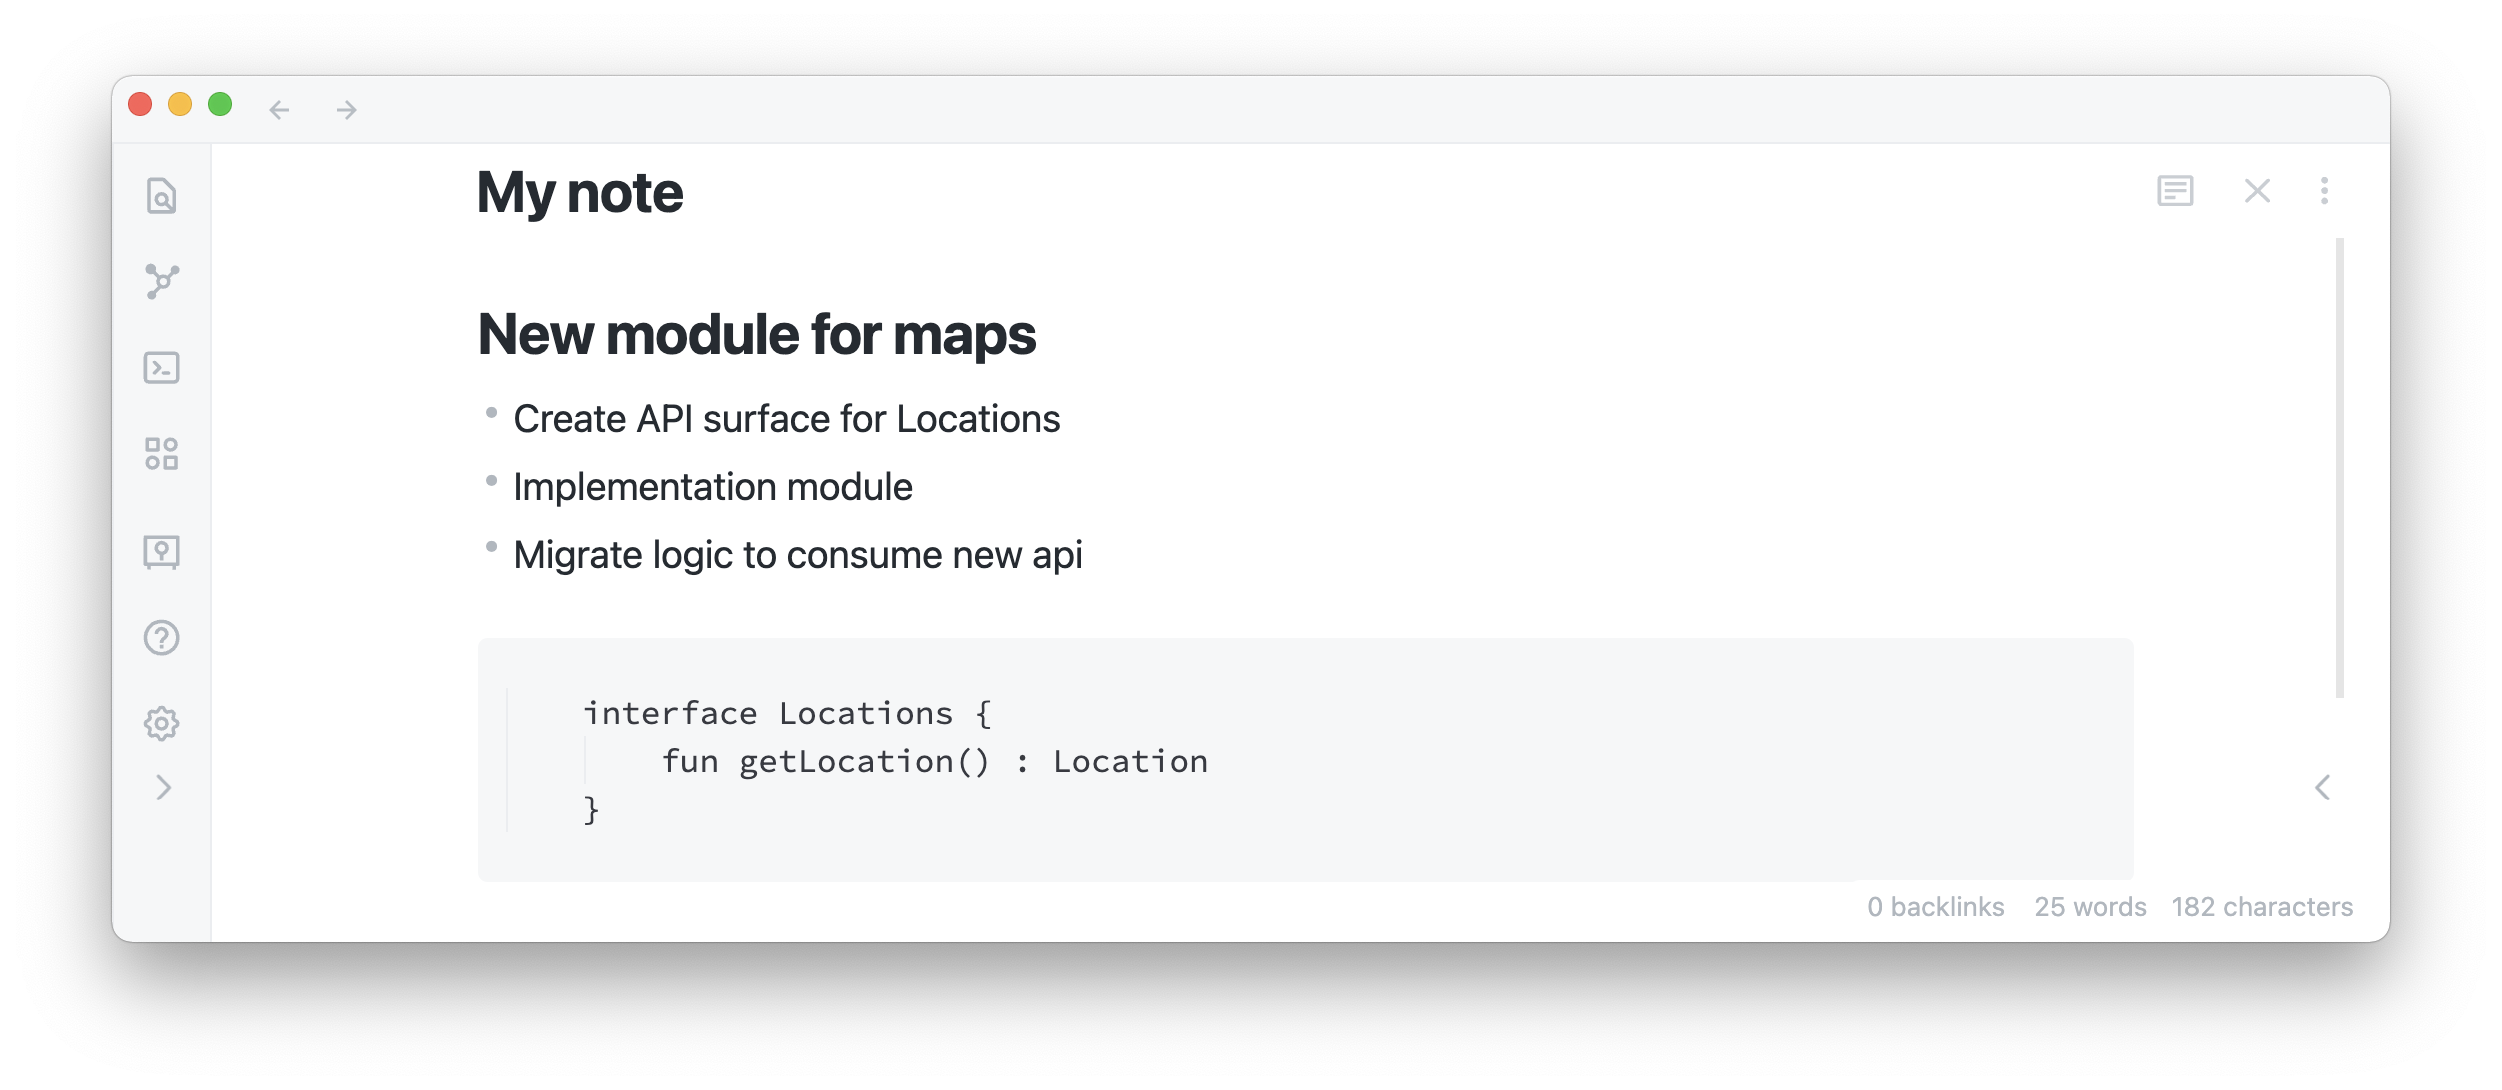 My note
New module for maps
Create API surface for Locations
Implementation module
Migrate logic to consume new api
interface Locations {
    fun getLocation() : Location
}
0 backlinks 25 words 182 characters